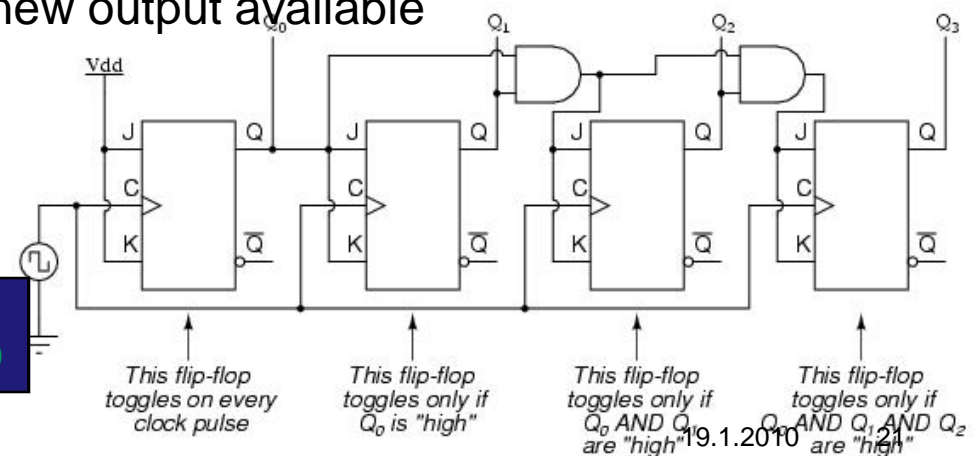 new output available
Q₀ Q₁ Q₂ Q₃
Vdd
J Q J Q J Q J Q
C C C C
K Q̅ K Q̅ K Q̅ K Q̅
This flip-flop
toggles on every
clock pulse
This flip-flop
toggles only if
Q₀ is "high"
This flip-flop
toggles only if
Q₀ AND Q₁
are "high"
This flip-flop
toggles only if
Q₀ AND Q₁ AND Q₂
are "high"
19.1.2010 21